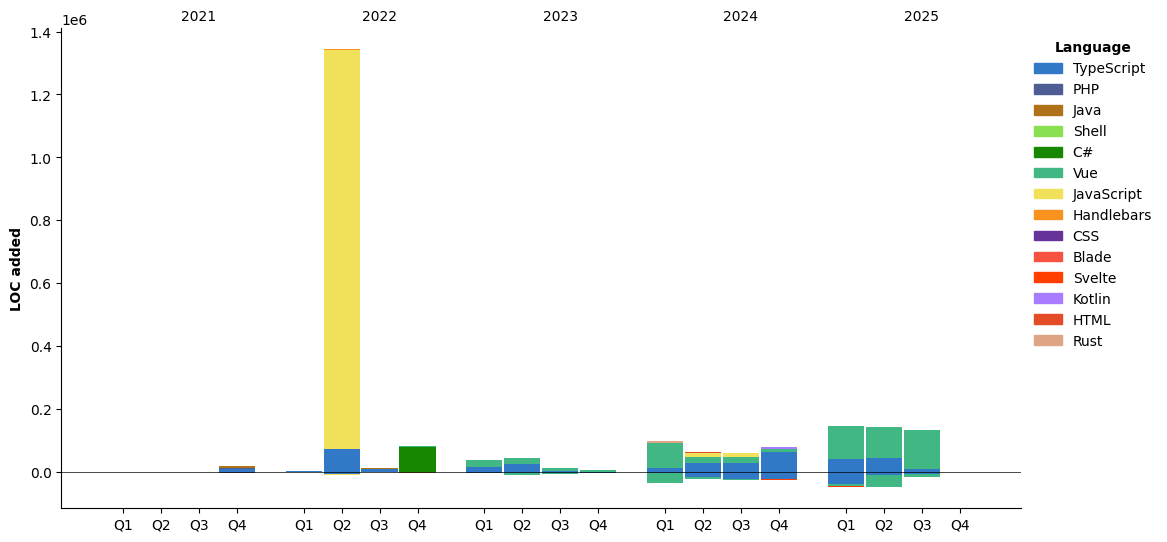 2021 2022 2023 2024 2025
1e6
1.4
1.2
1.0
0.8
0.6
0.4
0.2
0.0
LOC added
Q1 Q2 Q3 Q4 Q1 Q2 Q3 Q4 Q1 Q2 Q3 Q4 Q1 Q2 Q3 Q4 Q1 Q2 Q3 Q4
Language
TypeScript
PHP
Java
Shell
C#
Vue
JavaScript
Handlebars
CSS
Blade
Svelte
Kotlin
HTML
Rust